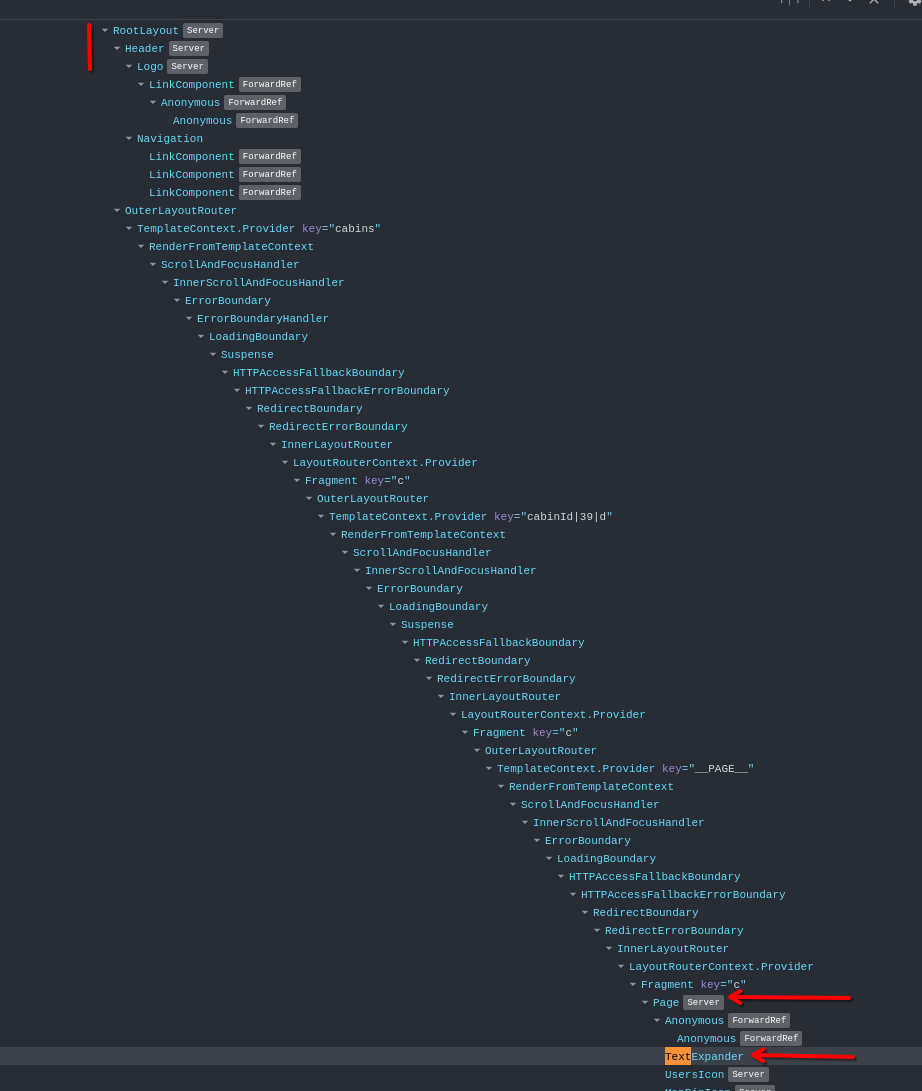 RootLayout Server
Header Server
Logo Server
LinkComponent ForwardRef
Anonymous ForwardRef
Anonymous ForwardRef
Navigation
LinkComponent ForwardRef
LinkComponent ForwardRef
LinkComponent ForwardRef
OuterLayoutRouter
TemplateContext.Provider key="cabins"
RenderFromTemplateContext
ScrollAndFocusHandler
InnerScrollAndFocusHandler
ErrorBoundary
ErrorBoundaryHandler
LoadingBoundary
Suspense
HTTPAccessFallbackBoundary
HTTPAccessFallbackErrorBoundary
RedirectBoundary
RedirectErrorBoundary
InnerLayoutRouter
LayoutRouterContext.Provider
Fragment key="c"
OuterLayoutRouter
TemplateContext.Provider key="cabinId|39|d"
RenderFromTemplateContext
ScrollAndFocusHandler
InnerScrollAndFocusHandler
ErrorBoundary
LoadingBoundary
Suspense
HTTPAccessFallbackBoundary
RedirectBoundary
RedirectErrorBoundary
InnerLayoutRouter
LayoutRouterContext.Provider
Fragment key="c"
OuterLayoutRouter
TemplateContext.Provider key="__PAGE__"
RenderFromTemplateContext
ScrollAndFocusHandler
InnerScrollAndFocusHandler
ErrorBoundary
LoadingBoundary
HTTPAccessFallbackBoundary
HTTPAccessFallbackErrorBoundary
RedirectBoundary
RedirectErrorBoundary
InnerLayoutRouter
LayoutRouterContext.Provider
Fragment key="c"
Page Server
Anonymous ForwardRef
Anonymous ForwardRef
TextExpander
UsersIcon Server